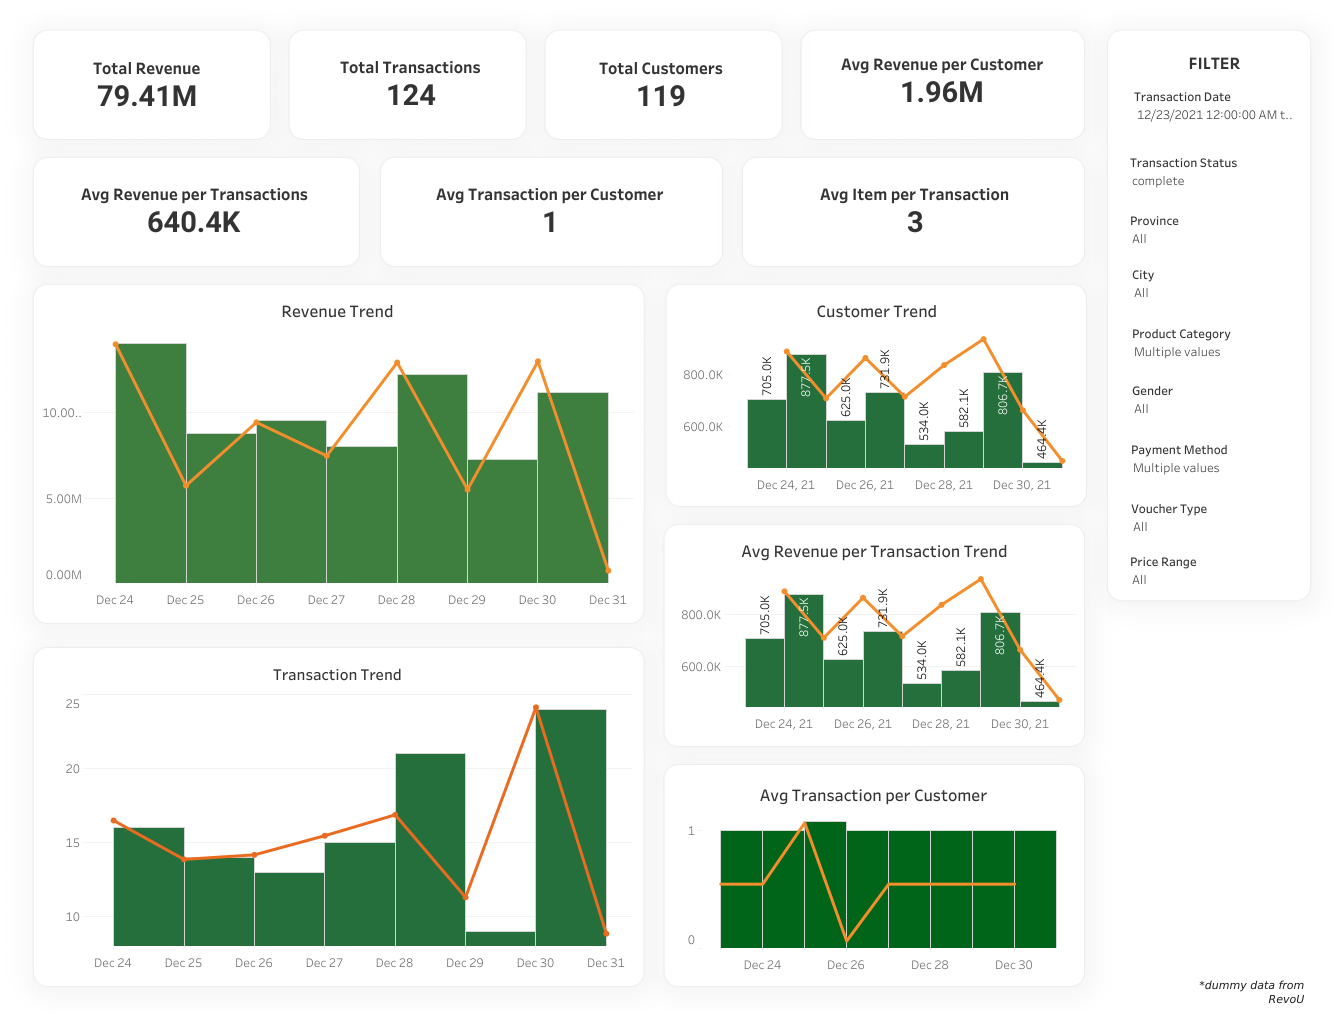 Total Revenue
79.41M
Total Transactions
124
Total Customers
119
Avg Revenue per Customer
1.96M
Avg Revenue per Transactions
640.4K
Avg Transaction per Customer
1
Avg Item per Transaction
3
FILTER
Transaction Date
12/23/2021 12:00:00 AM t..
Transaction Status
complete
Province
All
City
All
Product Category
Multiple values
Gender
All
Payment Method
Multiple values
Voucher Type
All
Price Range
All
Revenue Trend
10.00..
5.00M
0.00M
Dec 24 Dec 25 Dec 26 Dec 27 Dec 28 Dec 29 Dec 30 Dec 31
Customer Trend
800.0K
600.0K
705.0K 877.5K 625.0K 731.9K 534.0K 582.1K 806.7K 464.4K
Dec 24, 21 Dec 26, 21 Dec 28, 21 Dec 30, 21
Avg Revenue per Transaction Trend
800.0K
600.0K
705.0K 877.5K 625.0K 731.9K 534.0K 582.1K 806.7K 464.4K
Dec 24, 21 Dec 26, 21 Dec 28, 21 Dec 30, 21
Transaction Trend
25
20
15
10
Dec 24 Dec 25 Dec 26 Dec 27 Dec 28 Dec 29 Dec 30 Dec 31
Avg Transaction per Customer
1
0
Dec 24 Dec 26 Dec 28 Dec 30
*dummy data from
RevoU